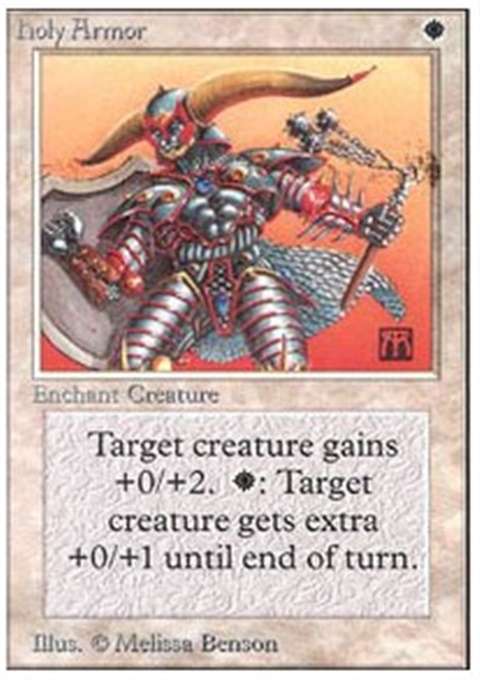 Holy Armor
Enchant Creature
Target creature gains
+0/+2. : Target
creature gets extra
+0/+1 until end of turn.
Illus. © Melissa Benson